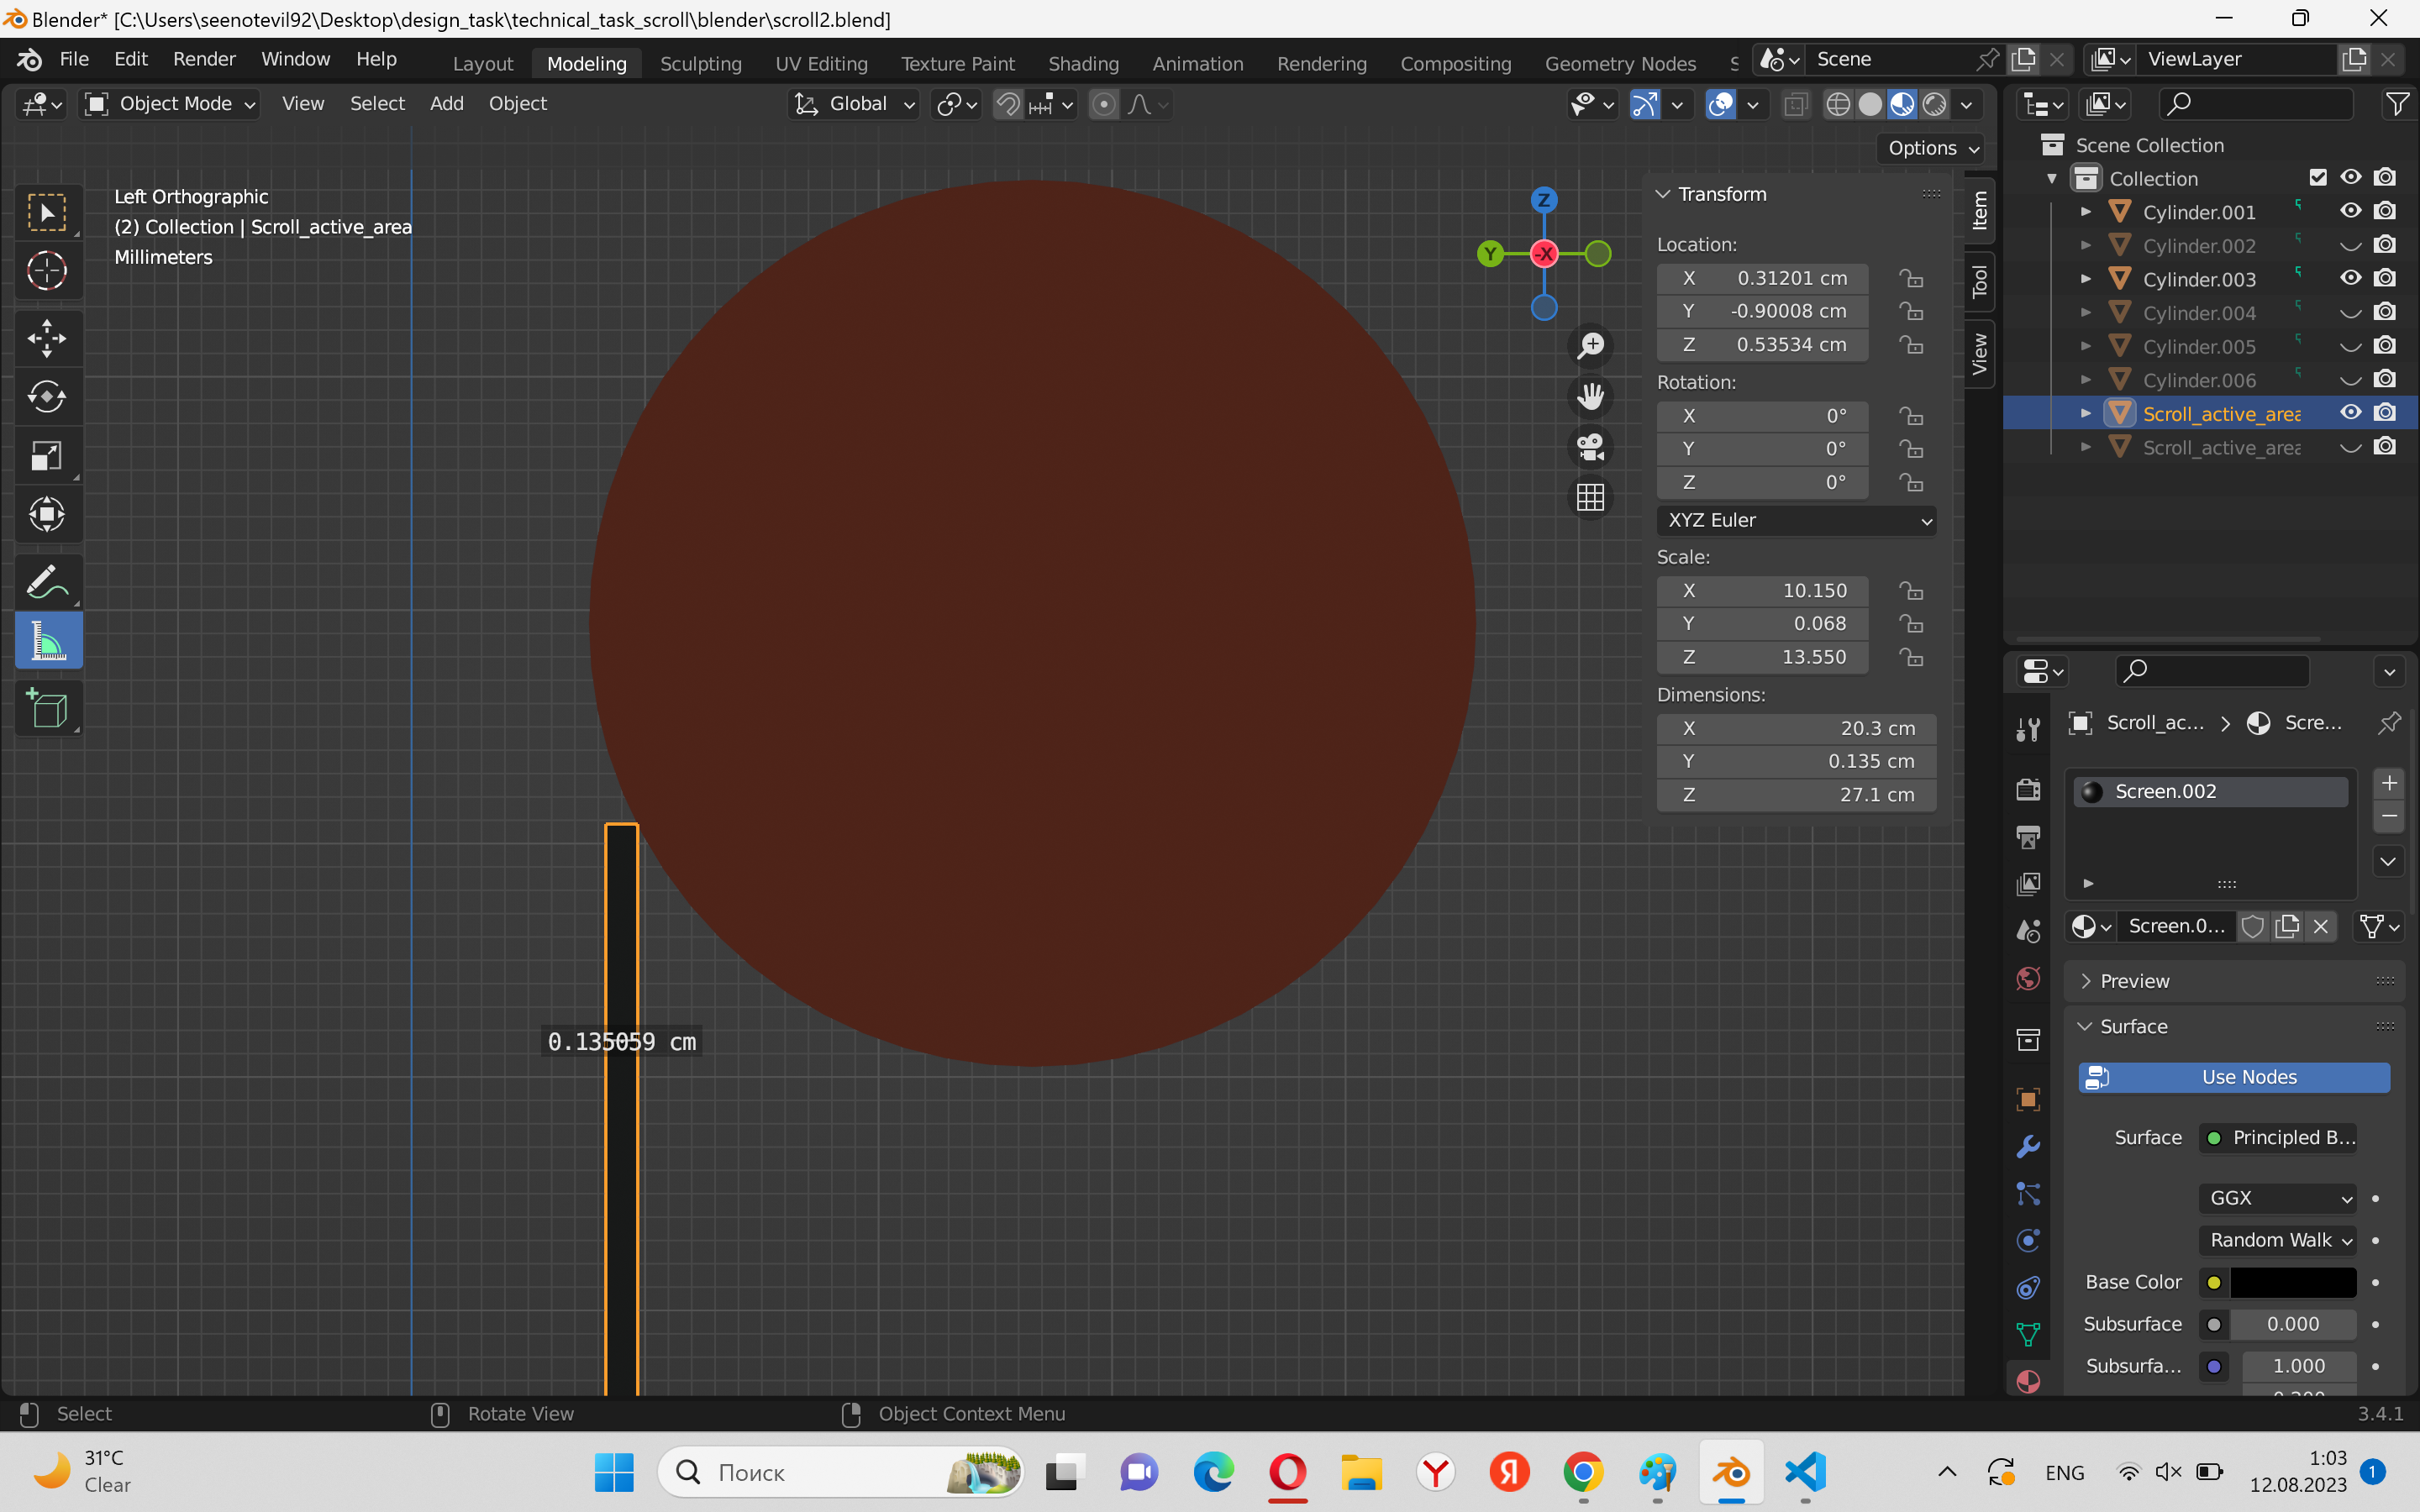 Blender* [C:\Users\seenotevil92\Desktop\design_task\technical_task_scroll\blender\scroll2.blend]
File Edit Render Window Help Layout Modeling Sculpting UV Editing Texture Paint Shading Animation Rendering Compositing Geometry Nodes Scene ViewLayer
Object Mode View Select Add Object Global
Options
Left Orthographic
(2) Collection | Scroll_active_area
Millimeters
Z
Y
-X
Transform
Location:
X 0.31201 cm
Y -0.90008 cm
Z 0.53534 cm
Rotation:
X 0°
Y 0°
Z 0°
XYZ Euler
Scale:
X 10.150
Y 0.068
Z 13.550
Dimensions:
X 20.3 cm
Y 0.135 cm
Z 27.1 cm
Item
Tool
View
0.135059 cm
Scene Collection
Collection
Cylinder.001
Cylinder.002
Cylinder.003
Cylinder.004
Cylinder.005
Cylinder.006
Scroll_active_area
Scroll_active_area
Scroll_ac... Scre...
Screen.002
Screen.0...
Preview
Surface
Use Nodes
Surface Principled B...
GGX
Random Walk
Base Color
Subsurface 0.000
Subsurfa... 1.000
Select Rotate View Object Context Menu 3.4.1
31°C
Clear
Поиск
ENG
1:03
12.08.2023
1